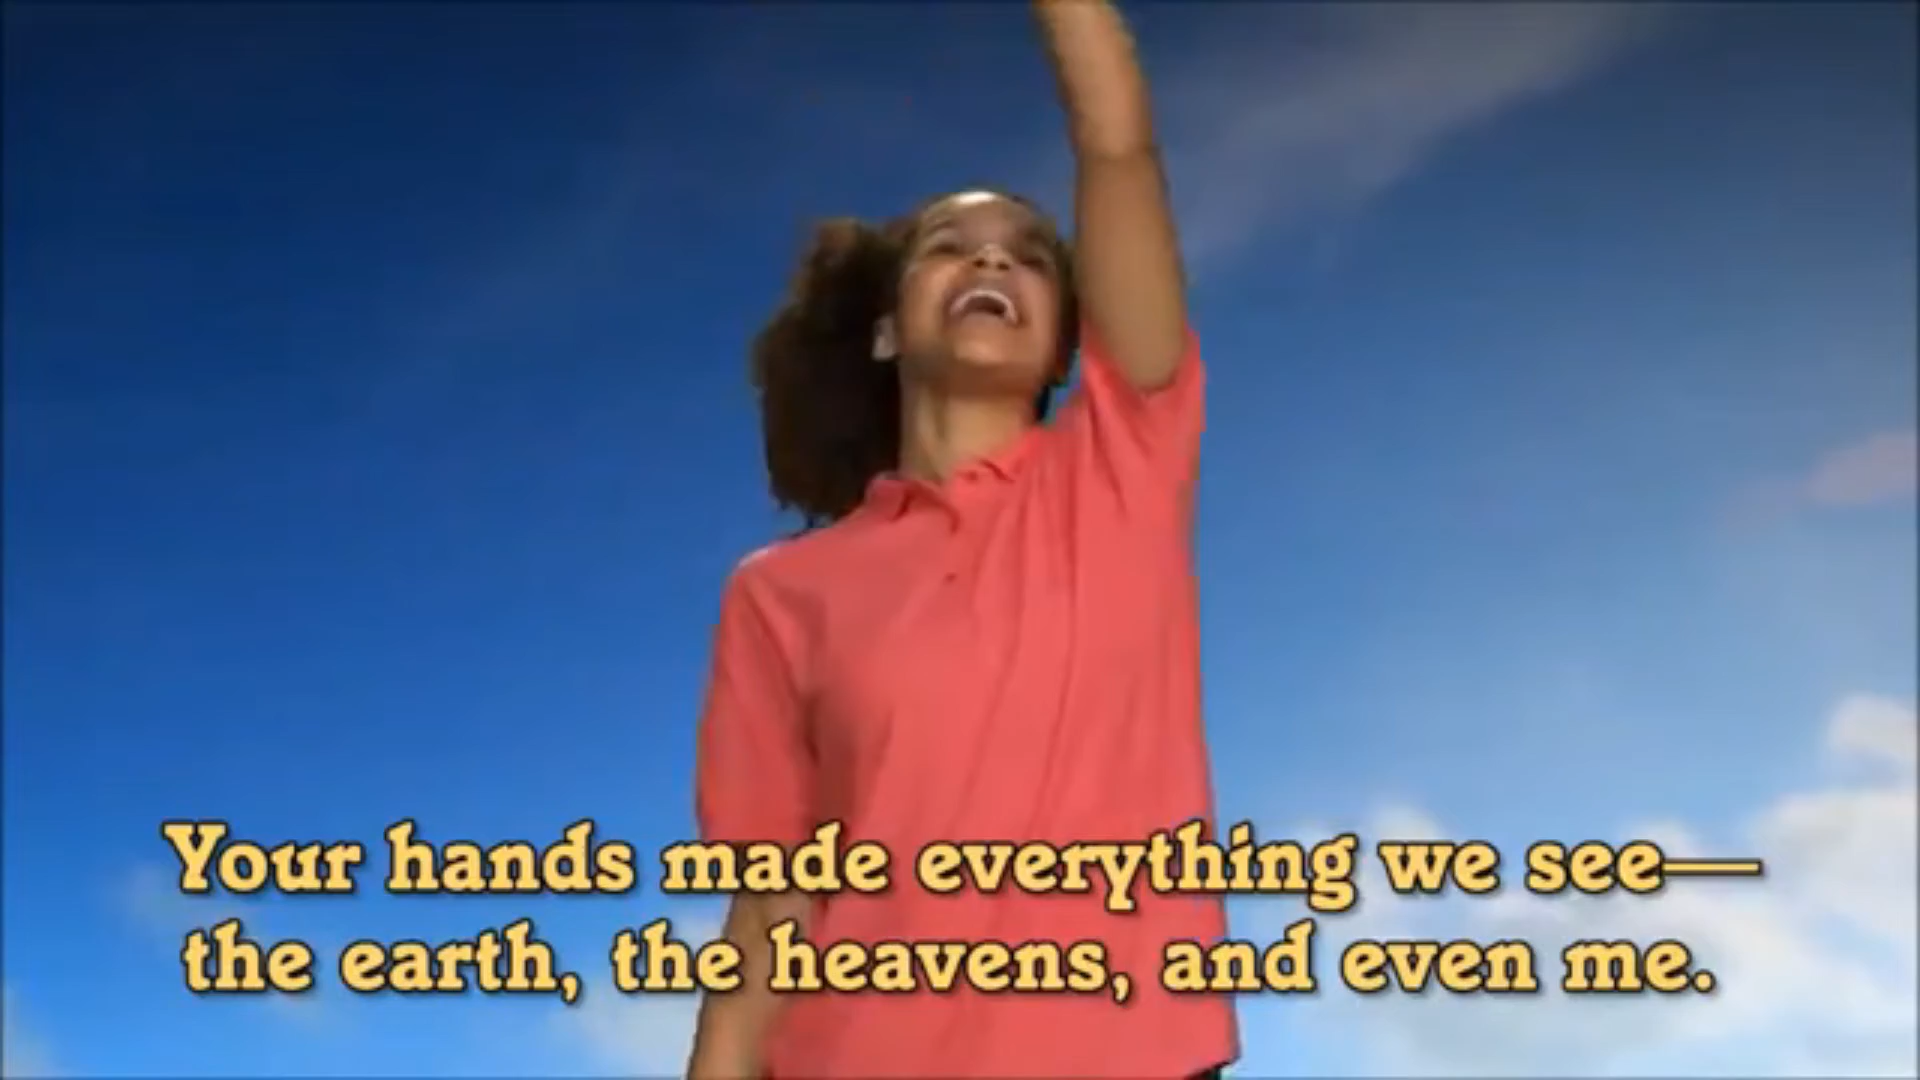 Your hands made everything we see—
the earth, the heavens, and even me.